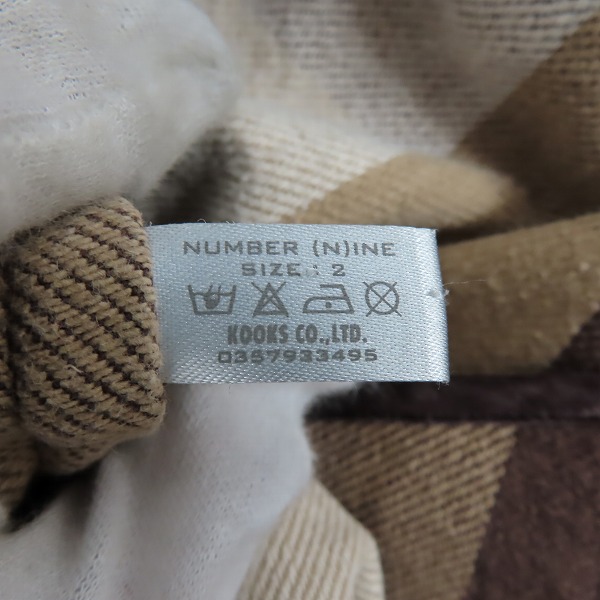 NUMBER (N)INE
SIZE : 2
KOOKS CO.,LTD.
0357933495